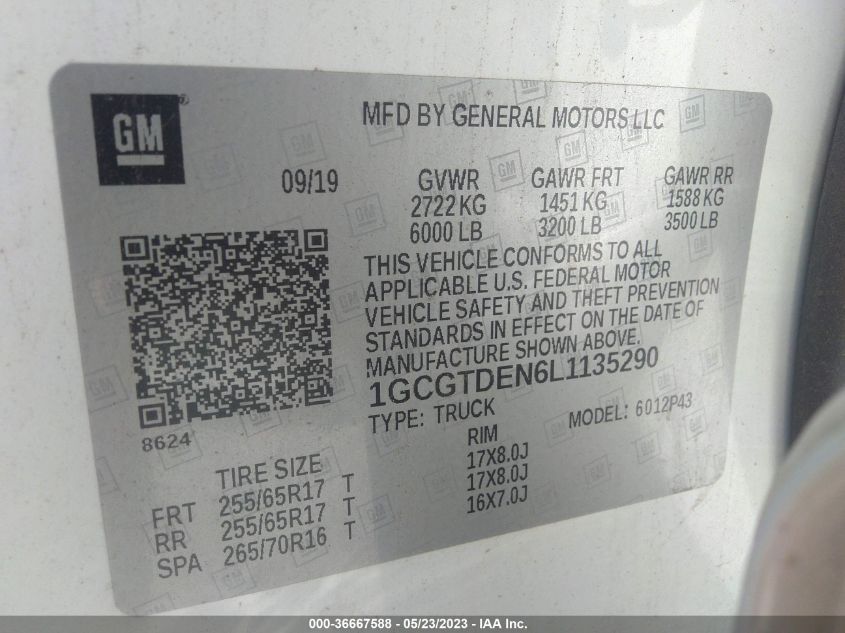 GM ®
MFD BY GENERAL MOTORS LLC
09/19 GVWR GAWR FRT GAWR RR
2722 KG 1451 KG 1588 KG
6000 LB 3200 LB 3500 LB
THIS VEHICLE CONFORMS TO ALL
APPLICABLE U.S. FEDERAL MOTOR
VEHICLE SAFETY AND THEFT PREVENTION
STANDARDS IN EFFECT ON THE DATE OF
MANUFACTURE SHOWN ABOVE.
1GCGTDEN6L1135290
TYPE: TRUCK MODEL: 6012P43
8624
TIRE SIZE RIM
FRT 255/65R17 T 17X8.0J
RR 255/65R17 T 17X8.0J
SPA 265/70R16 T 16X7.0J
000-36667588 - 05/23/2023 - IAA Inc.